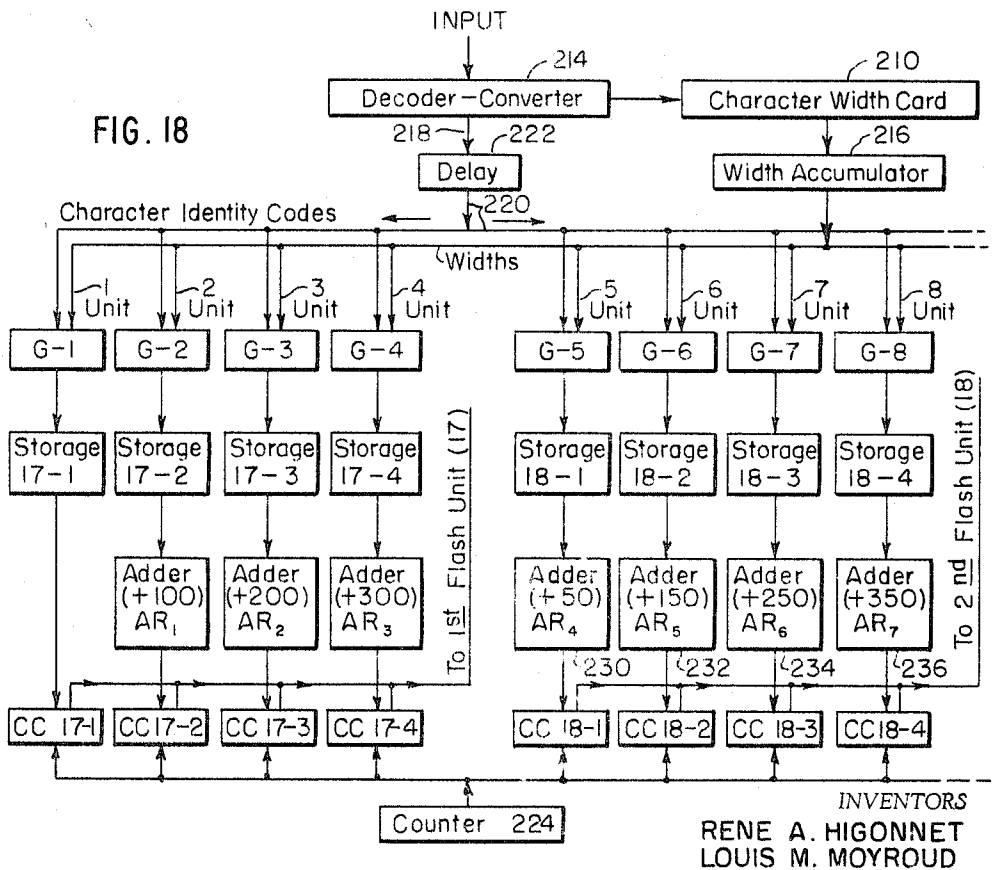 INPUT
214
210
Decoder-Converter
Character Width Card
FIG. 18
218
222
216
Delay
Width Accumulator
220
Character Identity Codes
Widths
1 Unit
2 Unit
3 Unit
4 Unit
5 Unit
6 Unit
7 Unit
8 Unit
G-1
G-2
G-3
G-4
G-5
G-6
G-7
G-8
Storage 17-1
Storage 17-2
Storage 17-3
Storage 17-4
To 1st Flash Unit (17)
Storage 18-1
Storage 18-2
Storage 18-3
Storage 18-4
To 2nd Flash Unit (18)
Adder (+100) AR1
Adder (+200) AR2
Adder (+300) AR3
Adder (+50) AR4
Adder (+150) AR5
Adder (+250) AR6
Adder (+350) AR7
230
232
234
236
CC 17-1
CC 17-2
CC 17-3
CC 17-4
CC 18-1
CC 18-2
CC 18-3
CC 18-4
Counter 224
INVENTORS
RENE A. HIGONNET
LOUIS M. MOYROUD